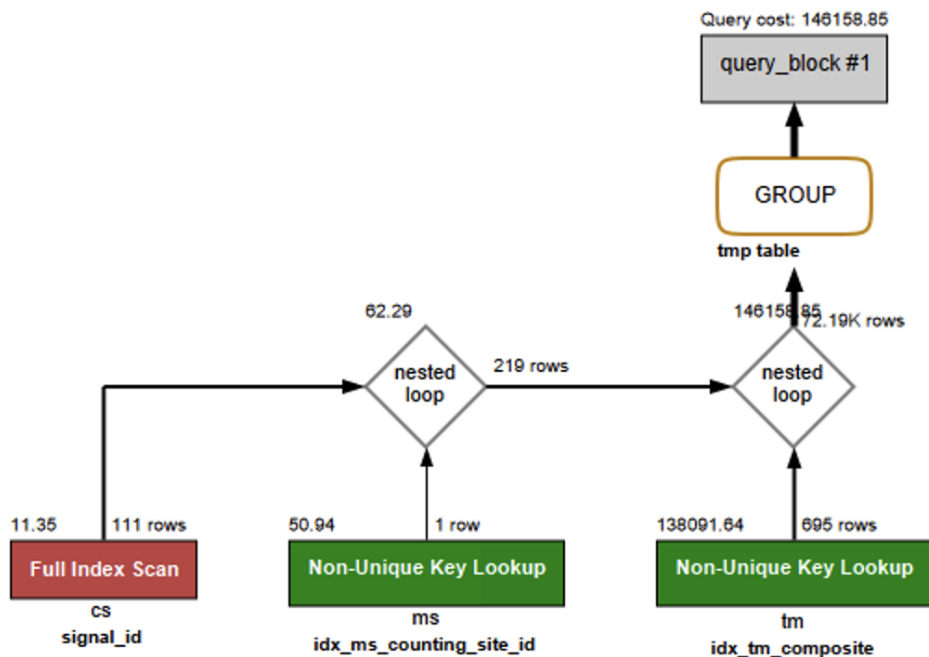 Query cost: 146158.85
query_block #1
GROUP
tmp table
62.29
146158.85
72.19K rows
nested
loop
219 rows
nested
loop
11.35
111 rows
50.94
1 row
138091.64
695 rows
Full Index Scan
Non-Unique Key Lookup
Non-Unique Key Lookup
cs
signal_id
ms
idx_ms_counting_site_id
tm
idx_tm_composite